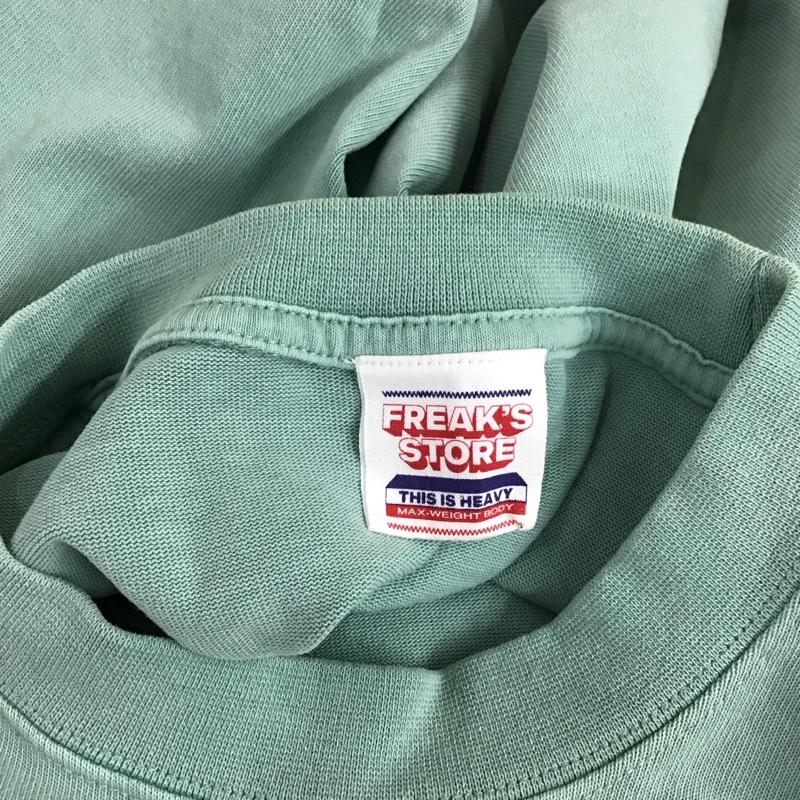 FREAK'S
STORE
THIS IS HEAVY
MAX-WEIGHT BODY